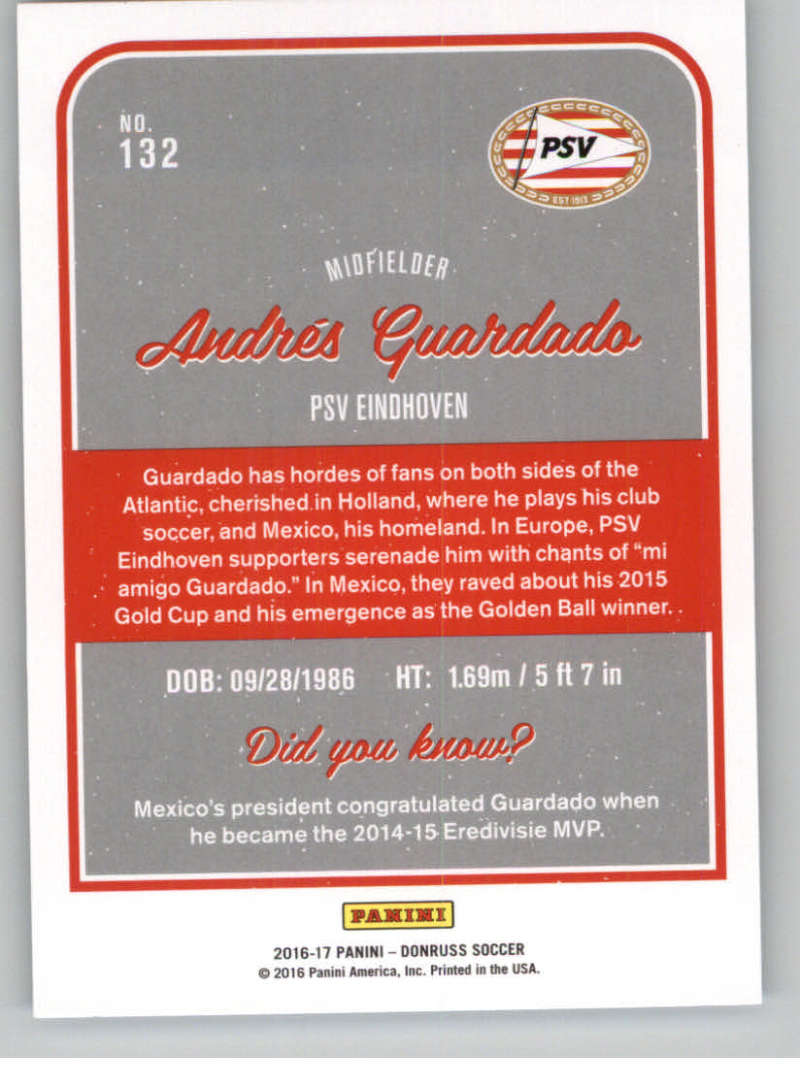 NO.
132
PSV
EST 1913
MIDFIELDER
Andrés Guardado
PSV EINDHOVEN
Guardado has hordes of fans on both sides of the
Atlantic, cherished in Holland, where he plays his club
soccer, and Mexico, his homeland. In Europe, PSV
Eindhoven supporters serenade him with chants of “mi
amigo Guardado.” In Mexico, they raved about his 2015
Gold Cup and his emergence as the Golden Ball winner.
DOB: 09/28/1986 HT: 1.69m / 5 ft 7 in
Did you know?
Mexico's president congratulated Guardado when
he became the 2014-15 Eredivisie MVP.
PANINI
2016-17 PANINI – DONRUSS SOCCER
© 2016 Panini America, Inc. Printed in the USA.